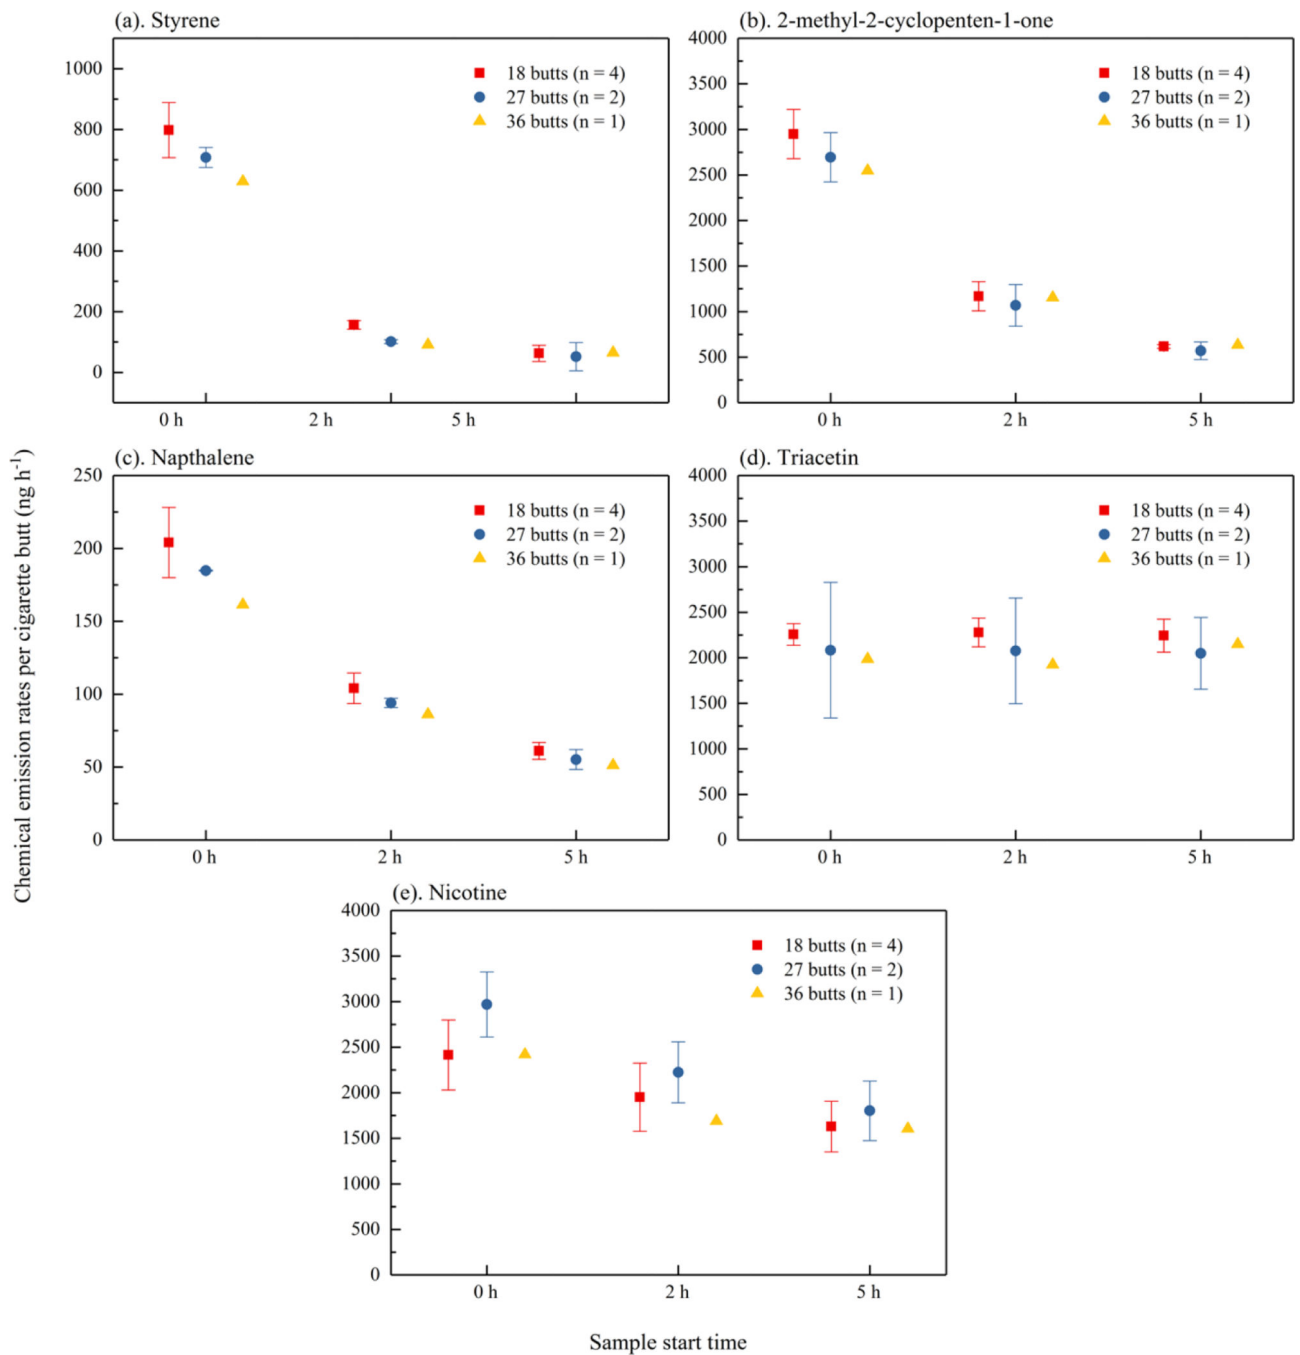 (a). Styrene
1000
800
600
400
200
0
18 butts (n = 4)
27 butts (n = 2)
36 butts (n = 1)
0 h 2 h 5 h
(b). 2-methyl-2-cyclopenten-1-one
4000
3500
3000
2500
2000
1500
1000
500
0
18 butts (n = 4)
27 butts (n = 2)
36 butts (n = 1)
0 h 2 h 5 h
Chemical emission rates per cigarette butt (ng h⁻¹)
(c). Napthalene
250
200
150
100
50
0
18 butts (n = 4)
27 butts (n = 2)
36 butts (n = 1)
0 h 2 h 5 h
(d). Triacetin
4000
3500
3000
2500
2000
1500
1000
500
0
18 butts (n = 4)
27 butts (n = 2)
36 butts (n = 1)
0 h 2 h 5 h
(e). Nicotine
4000
3500
3000
2500
2000
1500
1000
500
0
18 butts (n = 4)
27 butts (n = 2)
36 butts (n = 1)
0 h 2 h 5 h
Sample start time